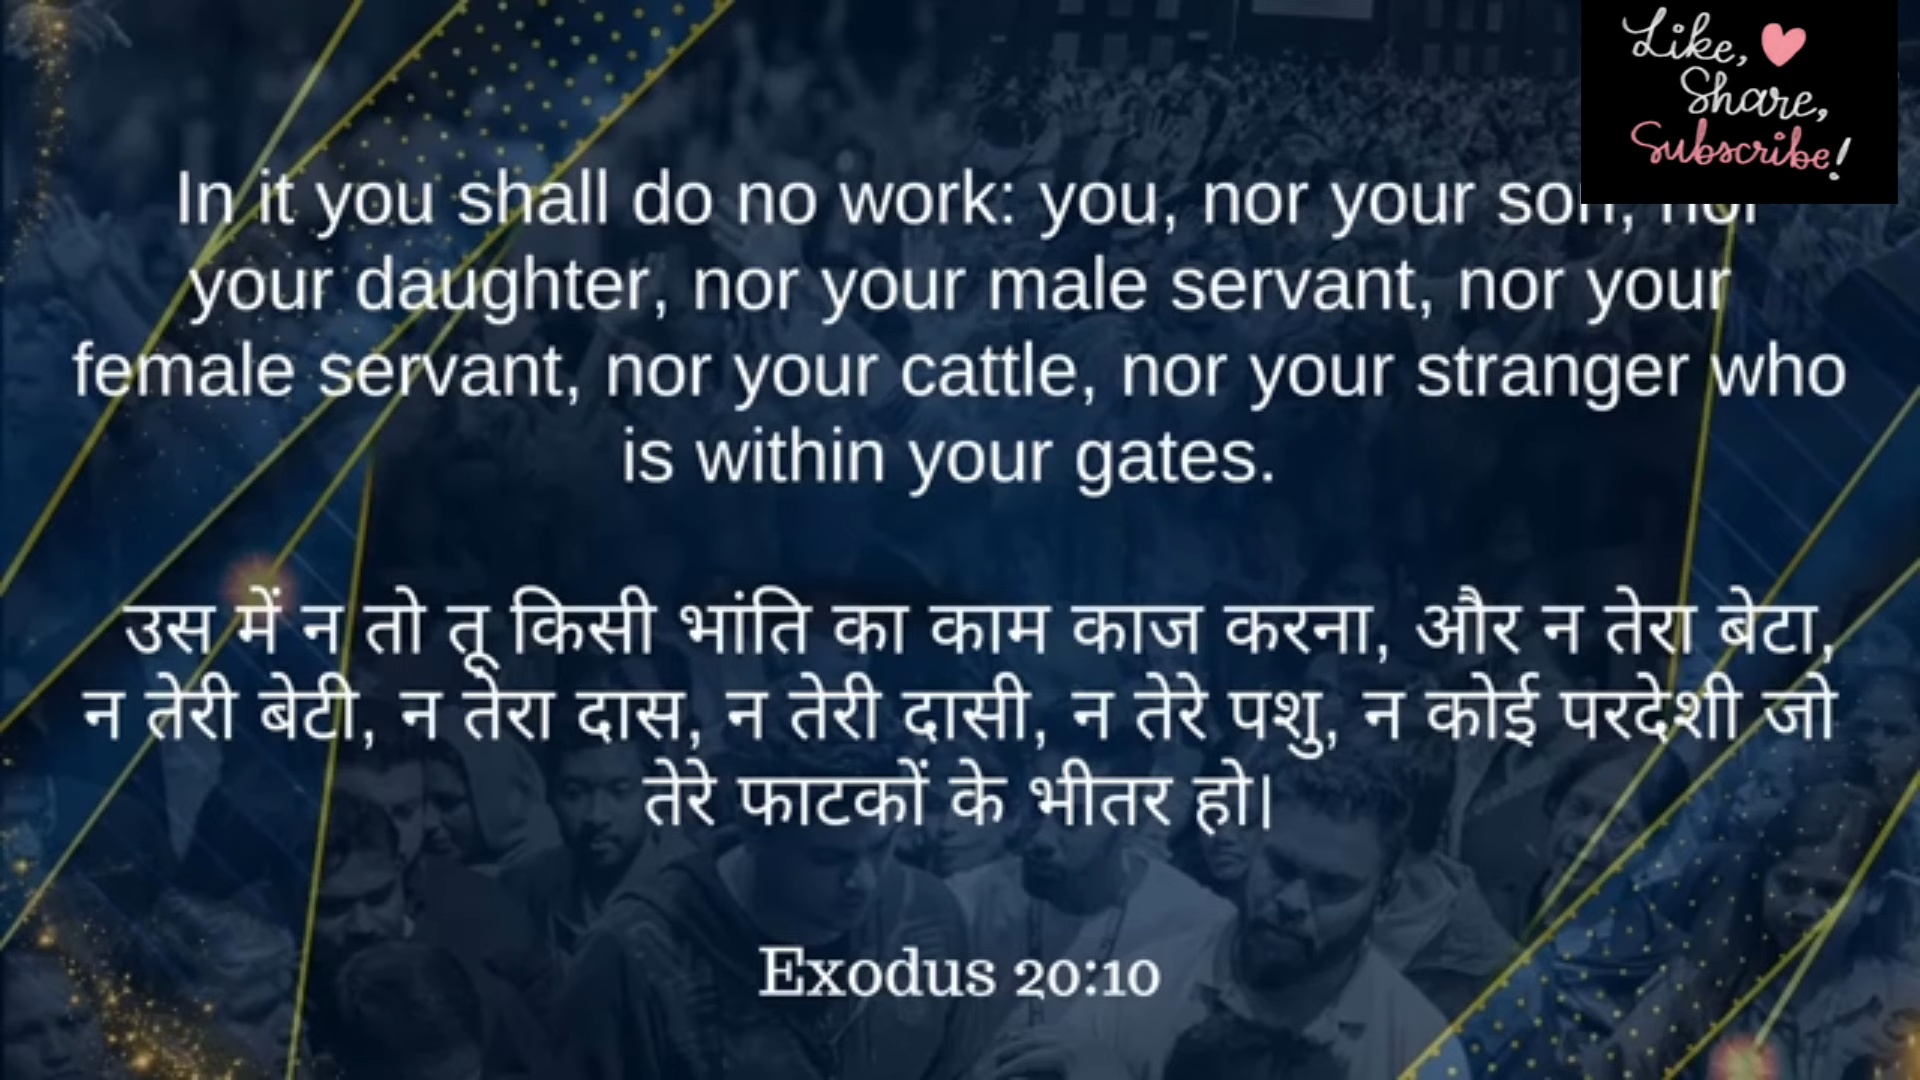 Like,
Share,
Subscribe!
In it you shall do no work: you, nor your son, nor
your daughter, nor your male servant, nor your
female servant, nor your cattle, nor your stranger who
is within your gates.
उस में न तो तू किसी भांति का काम काज करना, और न तेरा बेटा,
न तेरी बेटी, न तेरा दास, न तेरी दासी, न तेरे पशु, न कोई परदेशी जो
तेरे फाटकों के भीतर हो।
Exodus 20:10